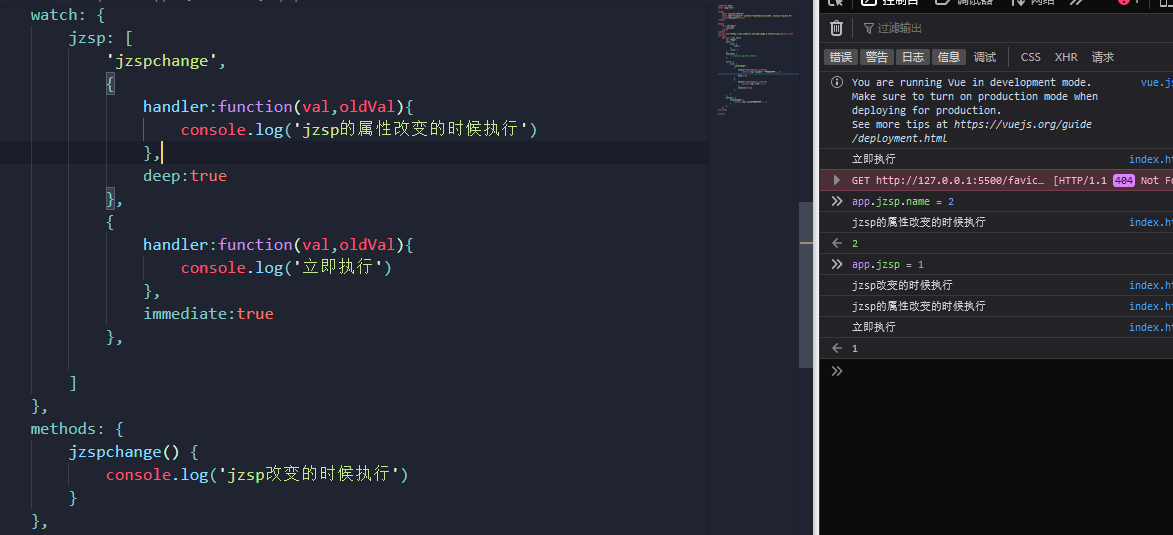 watch: {
jzsp: [
'jzspchange',
{
handler:function(val,oldVal){
console.log('jzsp的属性改变的时候执行')
},
deep:true
},
{
handler:function(val,oldVal){
console.log('立即执行')
},
immediate:true
},
]
},
methods: {
jzspchange() {
console.log('jzsp改变的时候执行')
}
},
过滤输出
错误 警告 日志 信息 调试 CSS XHR 请求
You are running Vue in development mode. vue.js
Make sure to turn on production mode when
deploying for production.
See more tips at https://vuejs.org/guide
/deployment.html
立即执行 index.ht
GET http://127.0.0.1:5500/favic… [HTTP/1.1 404 Not Fo
app.jzsp.name = 2
jzsp的属性改变的时候执行 index.ht
2
app.jzsp = 1
jzsp改变的时候执行 index.ht
jzsp的属性改变的时候执行 index.ht
立即执行 index.ht
1